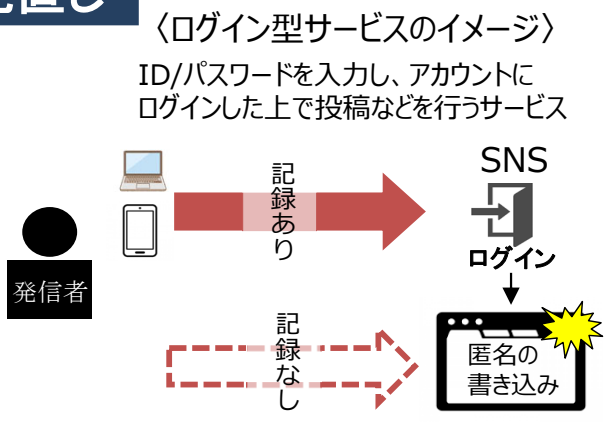 直し
〈ログイン型サービスのイメージ〉
ID/パスワードを入力し、アカウントに
ログインした上で投稿などを行うサービス
記録あり
SNS
ログイン
発信者
記録なし
匿名の
書き込み